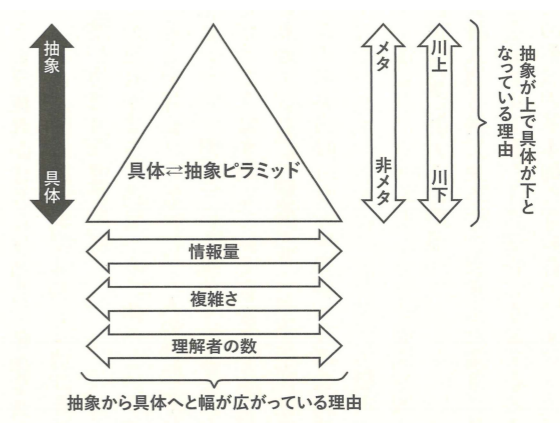 抽象
具体
具体⇄抽象ピラミッド
メタ
非メタ
川上
川下
抽象が上で具体が下と
なっている理由
情報量
複雑さ
理解者の数
抽象から具体へと幅が広がっている理由